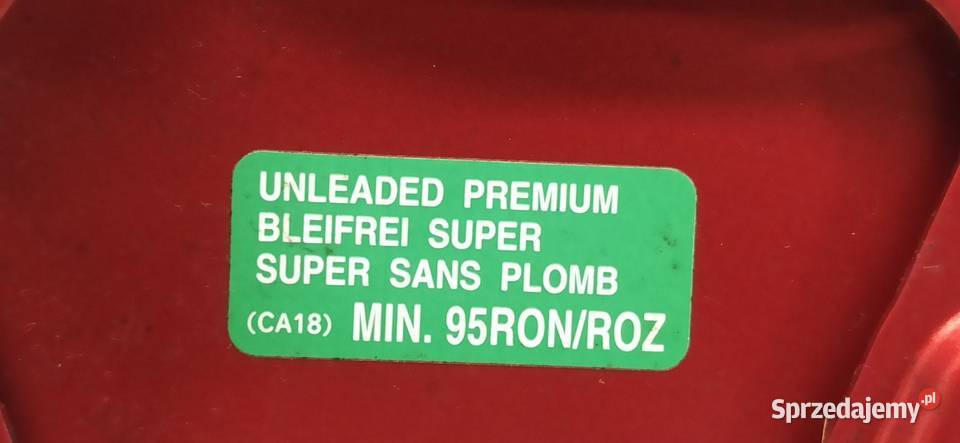 UNLEADED PREMIUM
BLEIFREI SUPER
SUPER SANS PLOMB
(CA18) MIN. 95RON/ROZ
Sprzedajemy.pl